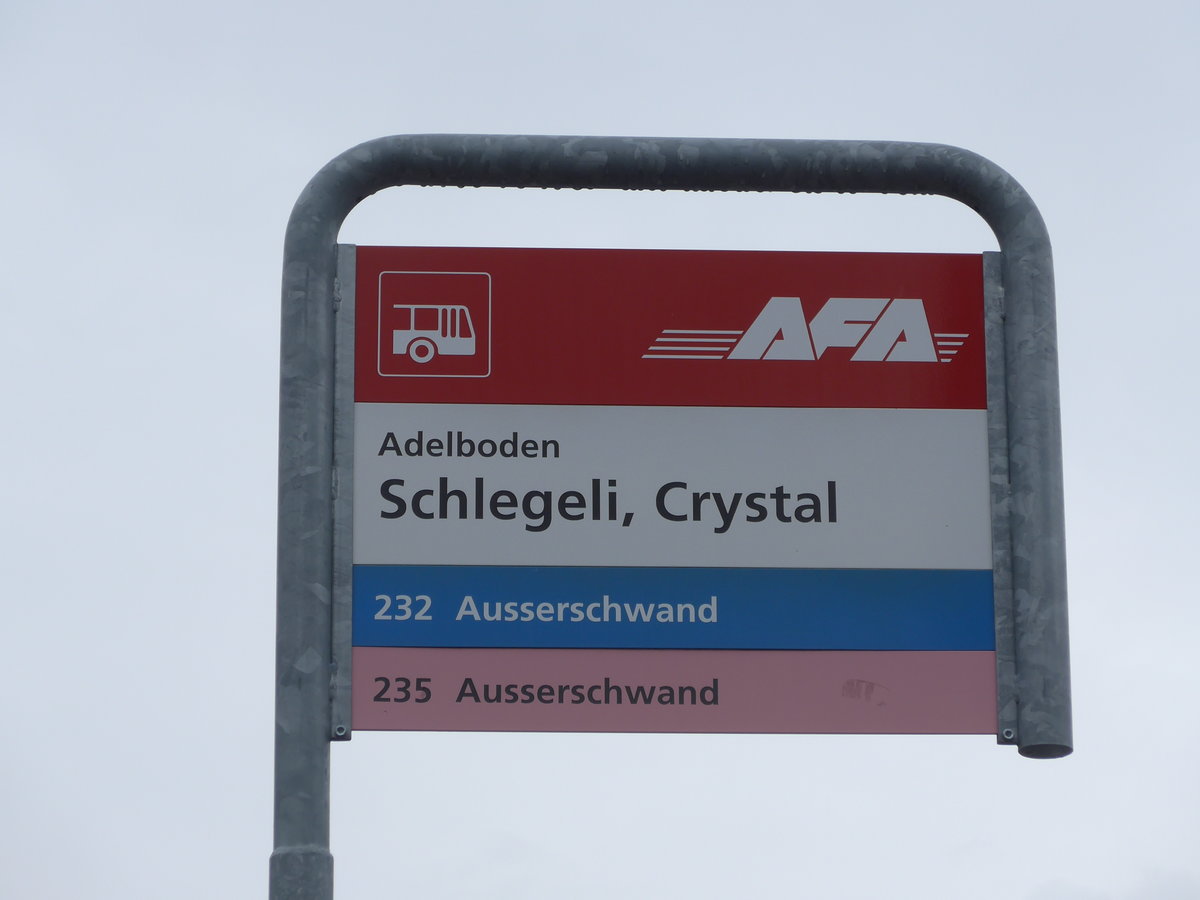 AFA
Adelboden
Schlegeli, Crystal
232 Ausserschwand
235 Ausserschwand